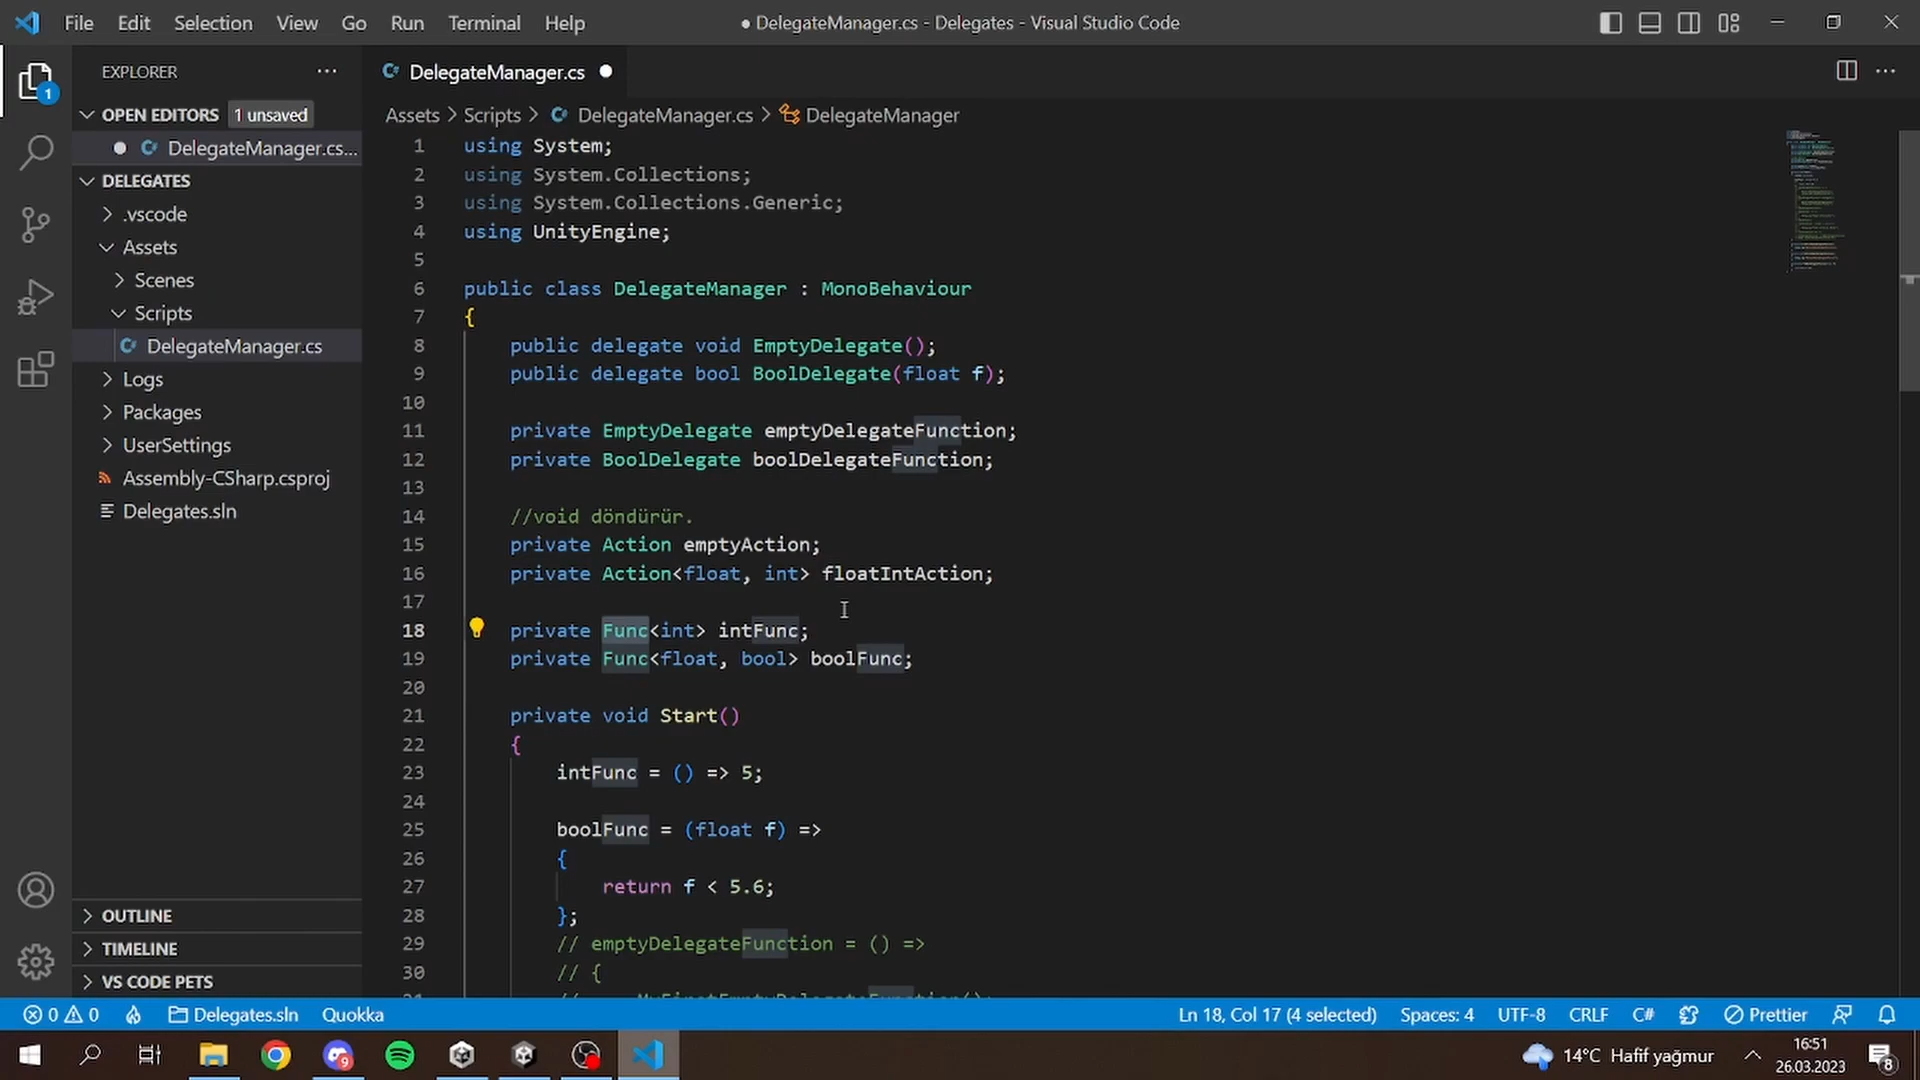 File Edit Selection View Go Run Terminal Help
● DelegateManager.cs - Delegates - Visual Studio Code
EXPLORER
OPEN EDITORS 1 unsaved
DelegateManager.cs...
DELEGATES
.vscode
Assets
Scenes
Scripts
DelegateManager.cs
Logs
Packages
UserSettings
Assembly-CSharp.csproj
Delegates.sln
OUTLINE
TIMELINE
VS CODE PETS
1
DelegateManager.cs
Assets > Scripts > DelegateManager.cs > DelegateManager
1 using System;
2 using System.Collections;
3 using System.Collections.Generic;
4 using UnityEngine;
5
6 public class DelegateManager : MonoBehaviour
7 {
8 public delegate void EmptyDelegate();
9 public delegate bool BoolDelegate(float f);
10
11 private EmptyDelegate emptyDelegateFunction;
12 private BoolDelegate boolDelegateFunction;
13
14 //void döndürür.
15 private Action emptyAction;
16 private Action<float, int> floatIntAction;
17
18 private Func<int> intFunc;
19 private Func<float, bool> boolFunc;
20
21 private void Start()
22 {
23 intFunc = () => 5;
24
25 boolFunc = (float f) =>
26 {
27 return f < 5.6;
28 };
29 // emptyDelegateFunction = () =>
30 // {
31 // MyFirstEmptyDelegateFunction();
0 0 Delegates.sln Quokka
Ln 18, Col 17 (4 selected) Spaces: 4 UTF-8 CRLF C# Prettier
9
14°C Hafif yağmur
16:51
26.03.2023
8